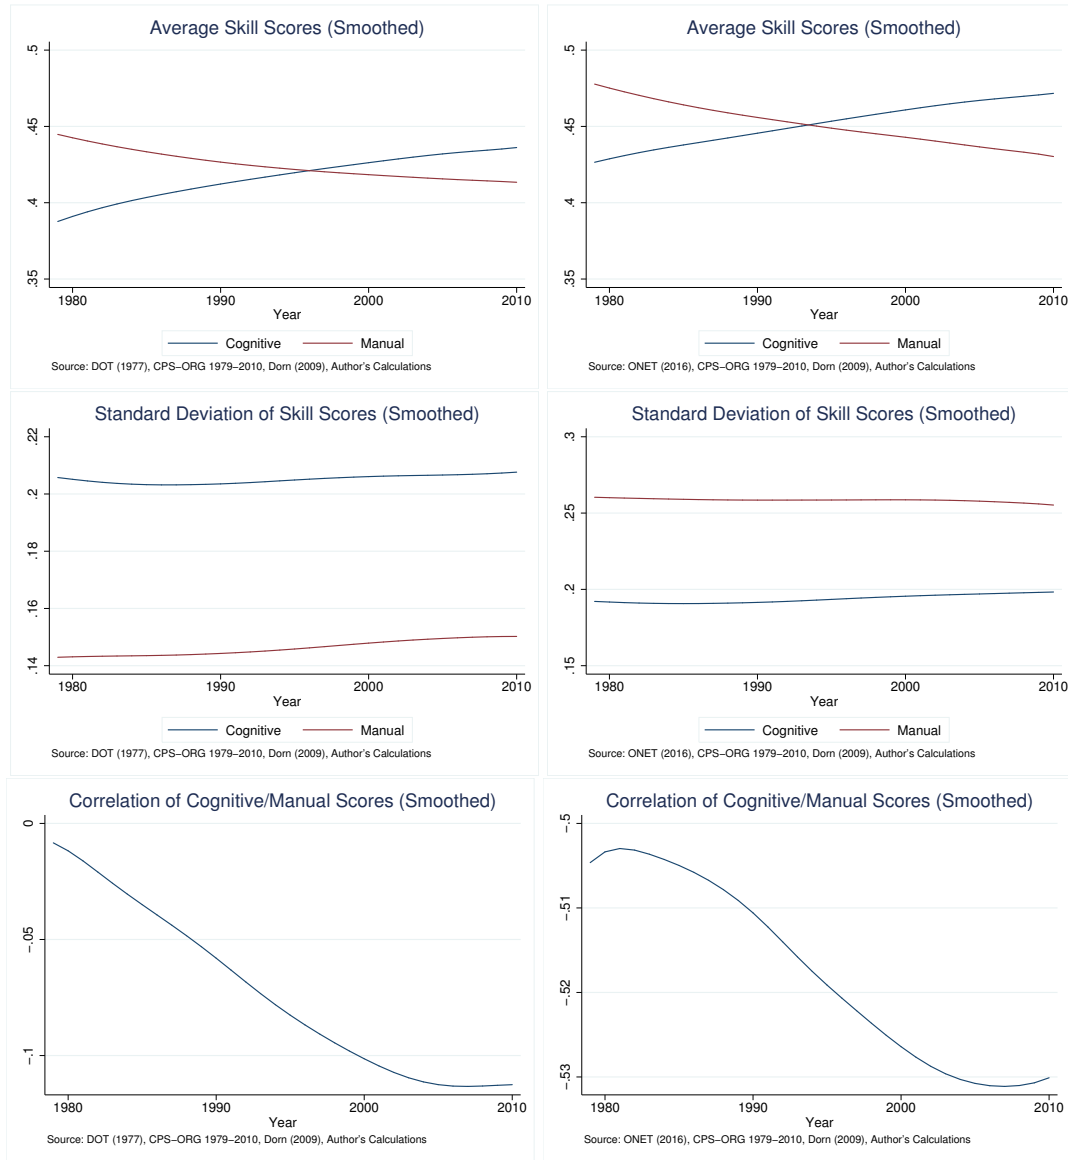 Average Skill Scores (Smoothed)
.5
.45
.4
.35
1980 1990 2000 2010
Year
Cognitive Manual
Source: DOT (1977), CPS−ORG 1979−2010, Dorn (2009), Author's Calculations
Average Skill Scores (Smoothed)
.5
.45
.4
.35
1980 1990 2000 2010
Year
Cognitive Manual
Source: ONET (2016), CPS−ORG 1979−2010, Dorn (2009), Author's Calculations
Standard Deviation of Skill Scores (Smoothed)
.22
.2
.18
.16
.14
1980 1990 2000 2010
Year
Cognitive Manual
Source: DOT (1977), CPS−ORG 1979−2010, Dorn (2009), Author's Calculations
Standard Deviation of Skill Scores (Smoothed)
.3
.25
.2
.15
1980 1990 2000 2010
Year
Cognitive Manual
Source: ONET (2016), CPS−ORG 1979−2010, Dorn (2009), Author's Calculations
Correlation of Cognitive/Manual Scores (Smoothed)
0
−.05
−.1
1980 1990 2000 2010
Year
Source: DOT (1977), CPS−ORG 1979−2010, Dorn (2009), Author's Calculations
Correlation of Cognitive/Manual Scores (Smoothed)
−.5
−.51
−.52
−.53
1980 1990 2000 2010
Year
Source: ONET (2016), CPS−ORG 1979−2010, Dorn (2009), Author's Calculations